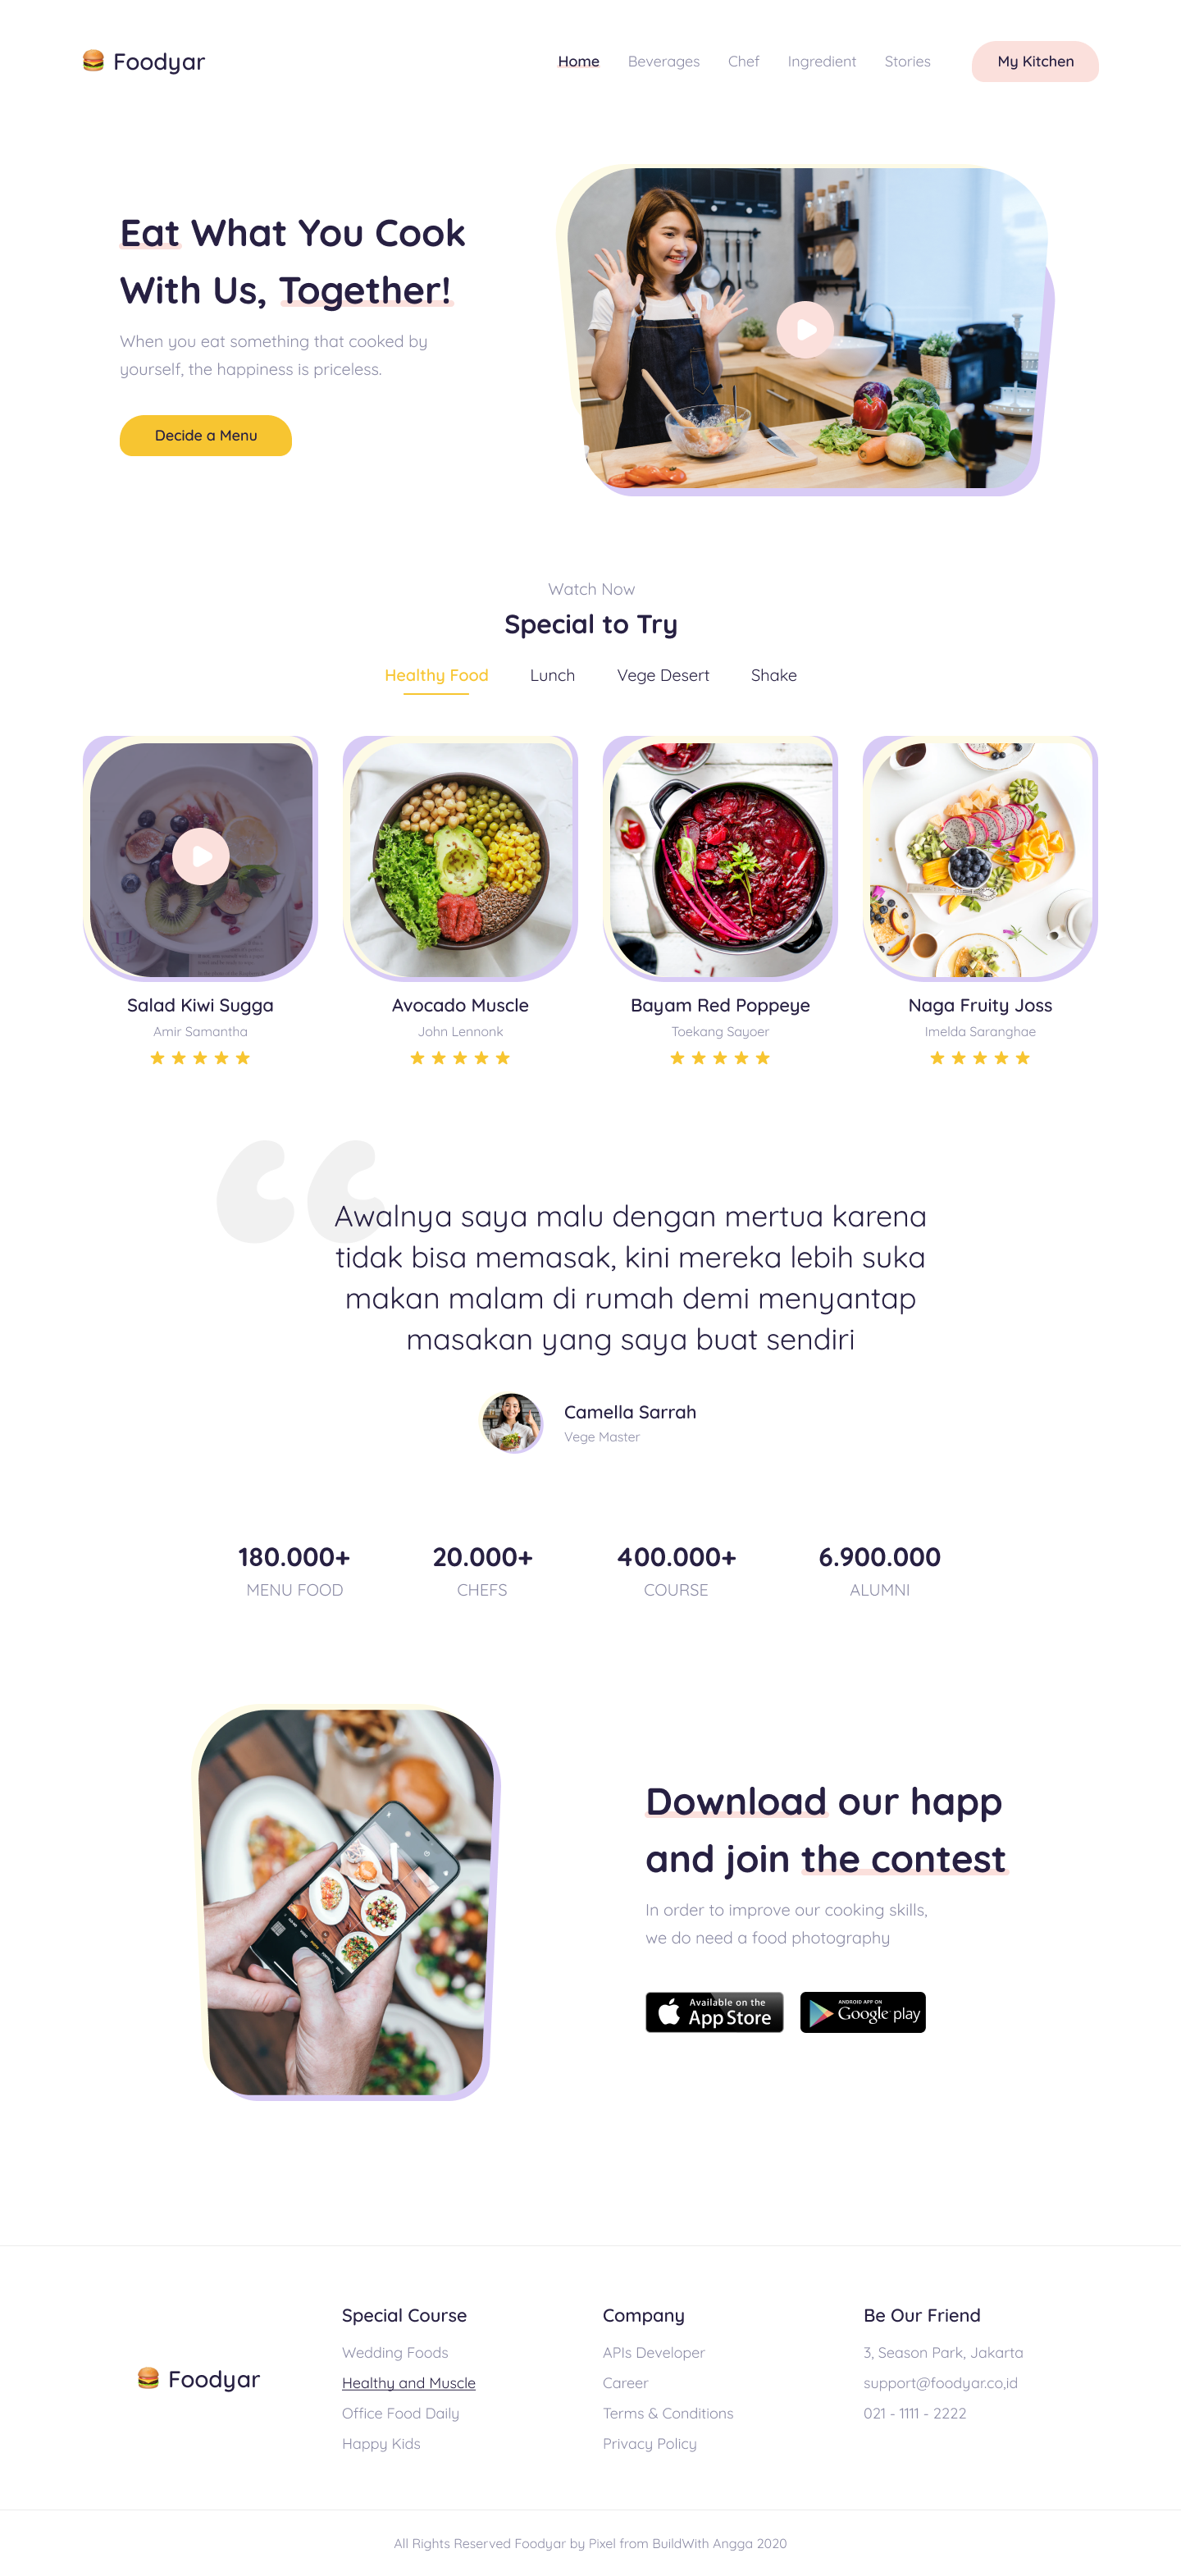 Foodyar
Home Beverages Chef Ingredient Stories My Kitchen
Eat What You Cook
With Us, Together!
When you eat something that cooked by
yourself, the happiness is priceless.
Decide a Menu
Watch Now
Special to Try
Healthy Food Lunch Vege Desert Shake
Salad Kiwi Sugga
Amir Samantha
Avocado Muscle
John Lennonk
Bayam Red Poppeye
Toekang Sayoer
Naga Fruity Joss
Imelda Saranghae
Awalnya saya malu dengan mertua karena
tidak bisa memasak, kini mereka lebih suka
makan malam di rumah demi menyantap
masakan yang saya buat sendiri
Camella Sarrah
Vege Master
180.000+
MENU FOOD
20.000+
CHEFS
400.000+
COURSE
6.900.000
ALUMNI
Download our happ
and join the contest
In order to improve our cooking skills,
we do need a food photography
Available on the
App Store
ANDROID APP ON
Google play
Foodyar
Special Course
Wedding Foods
Healthy and Muscle
Office Food Daily
Happy Kids
Company
APIs Developer
Career
Terms & Conditions
Privacy Policy
Be Our Friend
3, Season Park, Jakarta
support@foodyar.co,id
021 - 1111 - 2222
All Rights Reserved Foodyar by Pixel from BuildWith Angga 2020